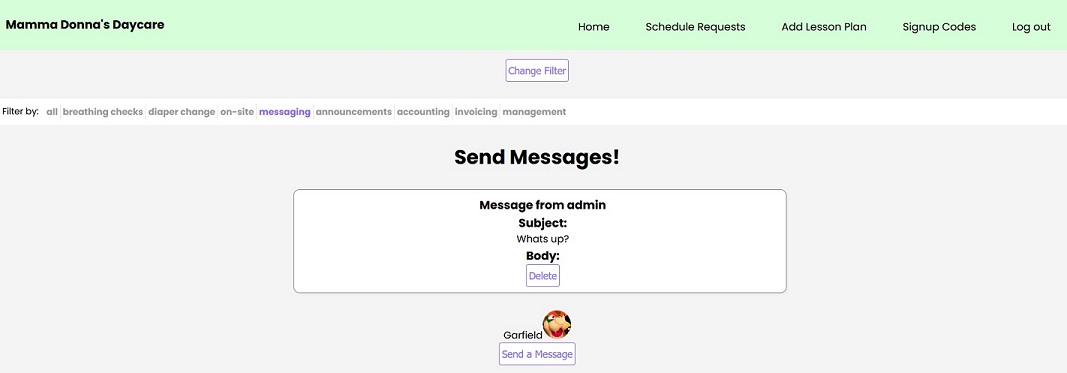 Mamma Donna's Daycare
Home Schedule Requests Add Lesson Plan Signup Codes Log out
Change Filter
Filter by: all breathing checks diaper change on-site messaging announcements accounting invoicing management
Send Messages!
Message from admin
Subject:
Whats up?
Body:
Delete
Garfield
Send a Message